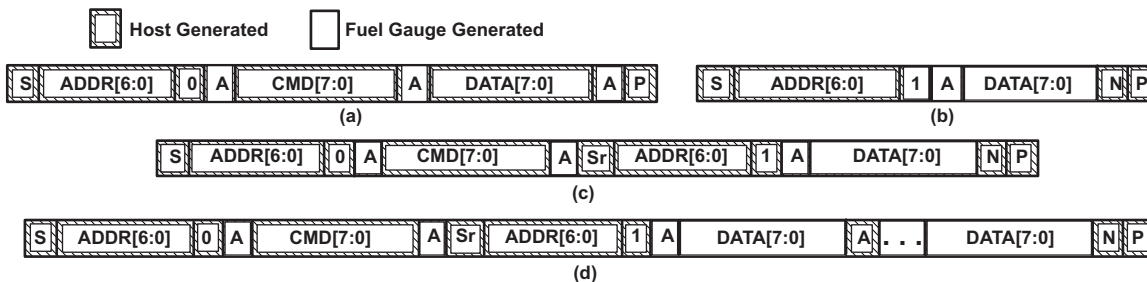 Host Generated Fuel Gauge Generated
S ADDR[6:0] 0 A CMD[7:0] A DATA[7:0] A P
(a)
S ADDR[6:0] 1 A DATA[7:0] N P
(b)
S ADDR[6:0] 0 A CMD[7:0] A Sr ADDR[6:0] 1 A DATA[7:0] N P
(c)
S ADDR[6:0] 0 A CMD[7:0] A Sr ADDR[6:0] 1 A DATA[7:0] A . . . DATA[7:0] N P
(d)